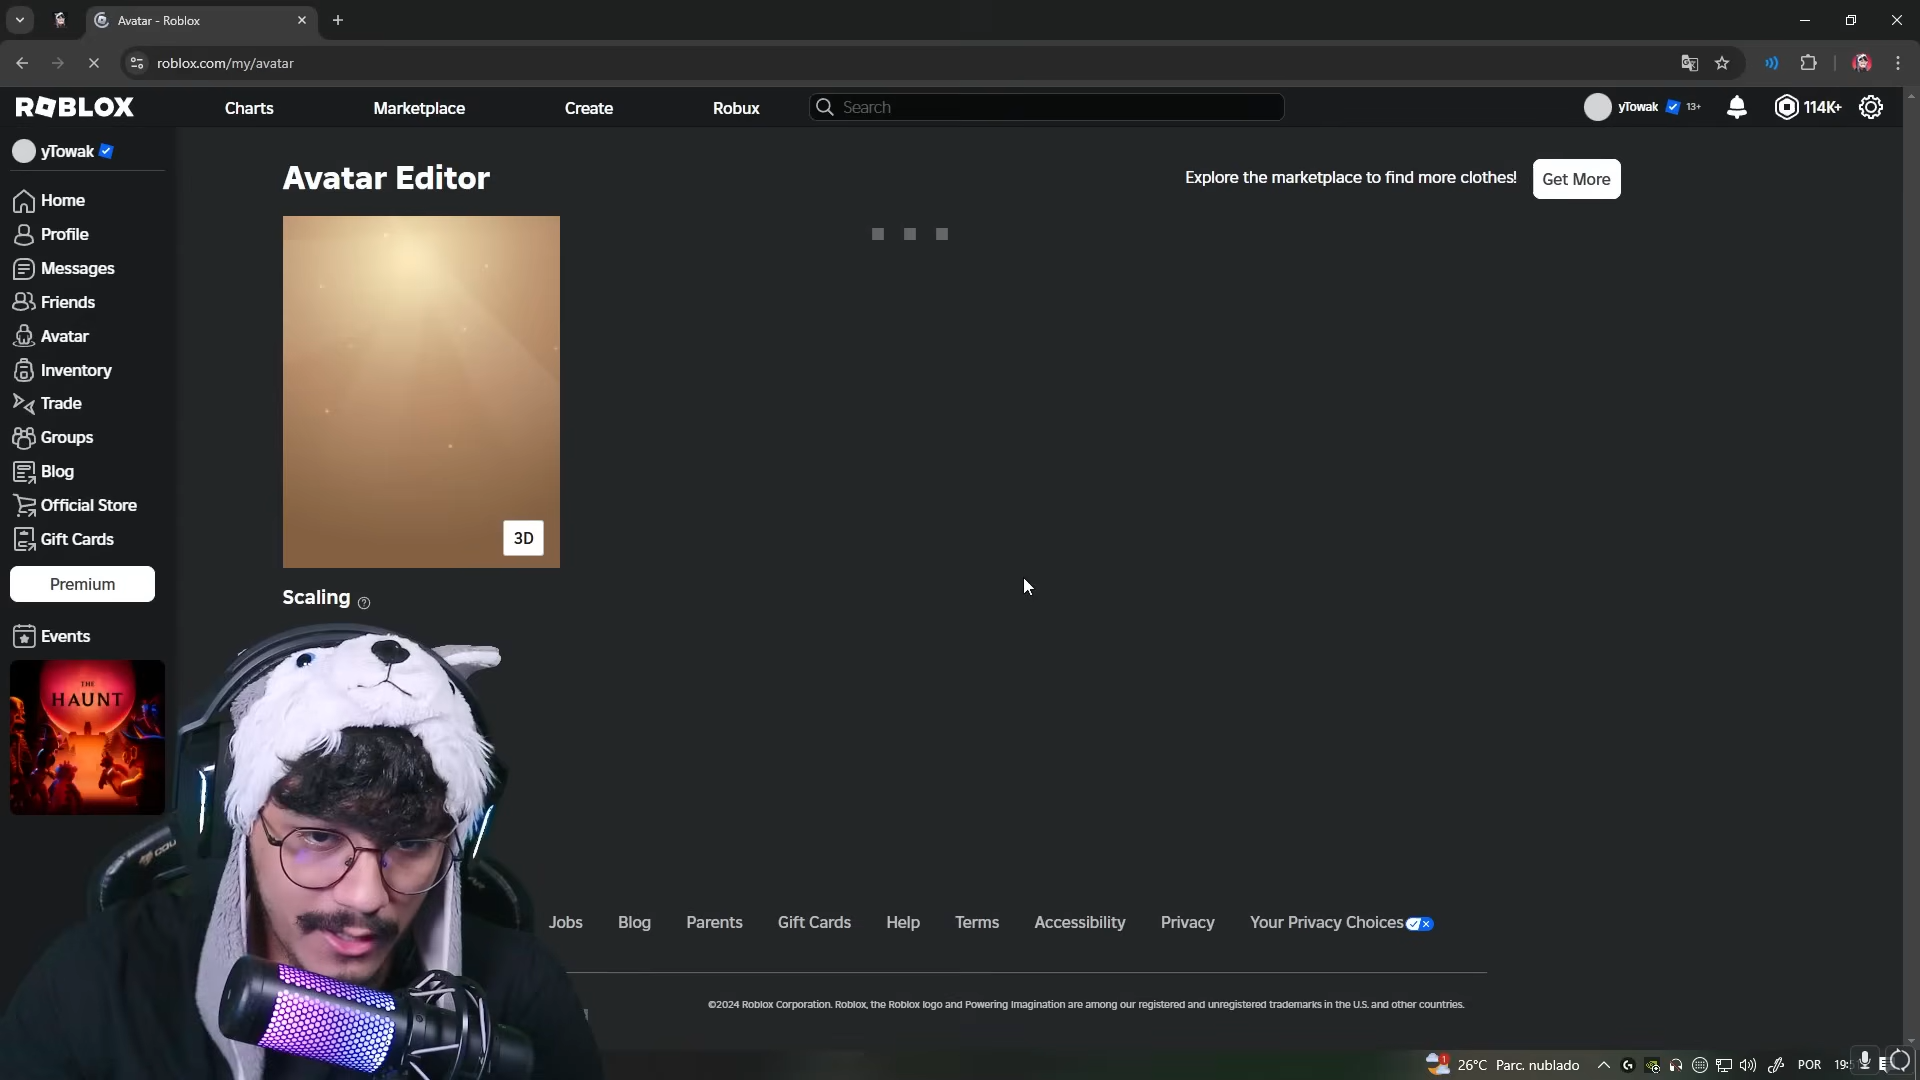 Avatar - Roblox
roblox.com/my/avatar
ROBLOX
Charts
Marketplace
Create
Robux
Search
yTowak
13+
114K+
yTowak
Home
Profile
Messages
Friends
Avatar
Inventory
Trade
Groups
Blog
Official Store
Gift Cards
Premium
Events
THE
HAUNT
Avatar Editor
Explore the marketplace to find more clothes!
Get More
3D
Scaling
Jobs
Blog
Parents
Gift Cards
Help
Terms
Accessibility
Privacy
Your Privacy Choices
©2024 Roblox Corporation. Roblox, the Roblox logo and Powering Imagination are among our registered and unregistered trademarks in the U.S. and other countries.
1
26°C Parc. nublado
POR